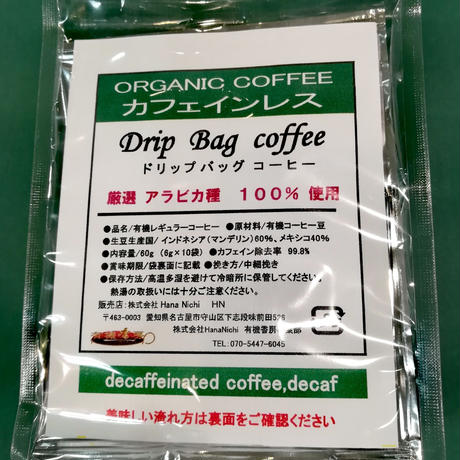 ORGANIC COFFEE
カフェインレス
Drip Bag coffee
ドリップバッグ コーヒー
厳選 アラビカ種 100% 使用
●品名/有機レギュラーコーヒー ●原材料/有機コーヒー豆
●生豆生産国/インドネシア(マンデリン)60%、メキシコ40%
●内容量/60g (6g×10袋) ●カフェイン除去率 99.8%
●賞味期限/袋裏面に記載 ●挽き方/中細挽き
●保存方法/高温多湿を避けて冷暗所に保管してください。
熱湯の取扱いには十分ご注意ください。
販売店:株式会社 Hana Nichi HN
〒463-0003 愛知県名古屋市守山区下志段味前田526
株式会社HanaNichi 有機香房
TEL: 070-5447-6045
decaffeinated coffee,decaf
美味しい淹れ方は裏面をご確認ください